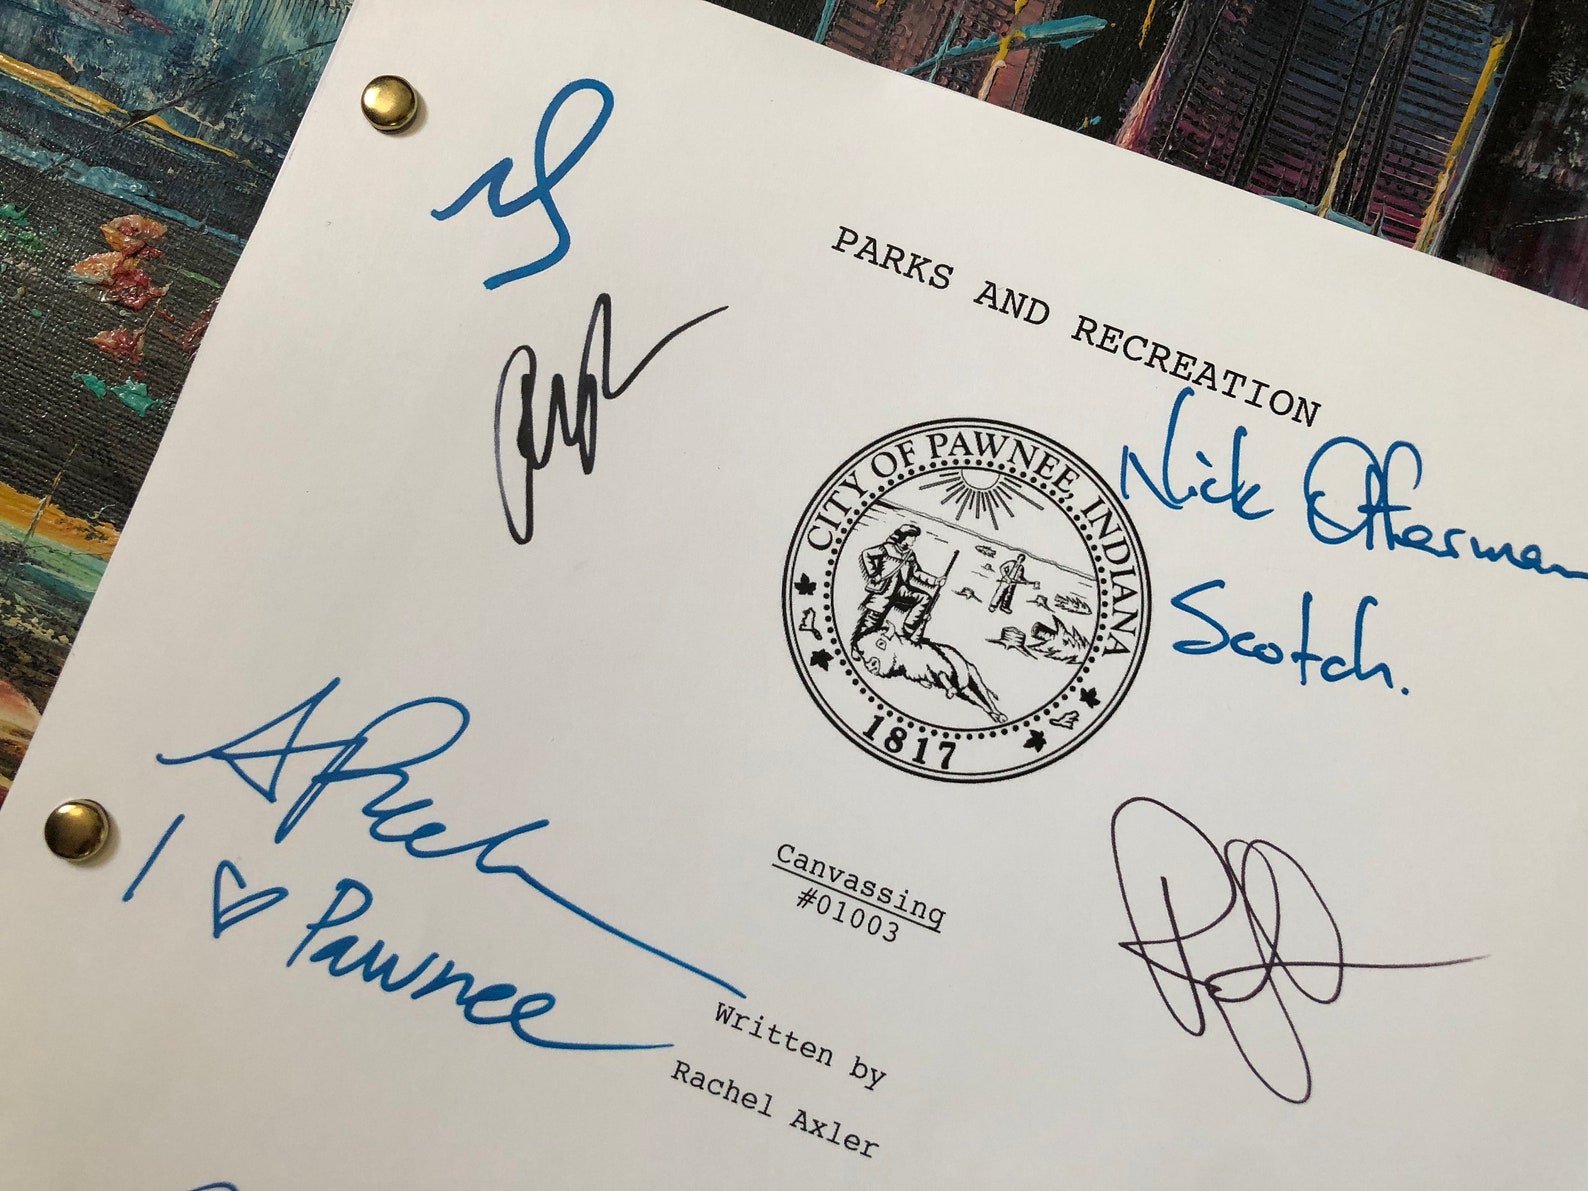 PARKS AND RECREATION
CITY OF PAWNEE, INDIANA
1817
Nick Offerman
Scotch.
I ♡ Pawnee
Canvassing
#01003
Written by
Rachel Axler